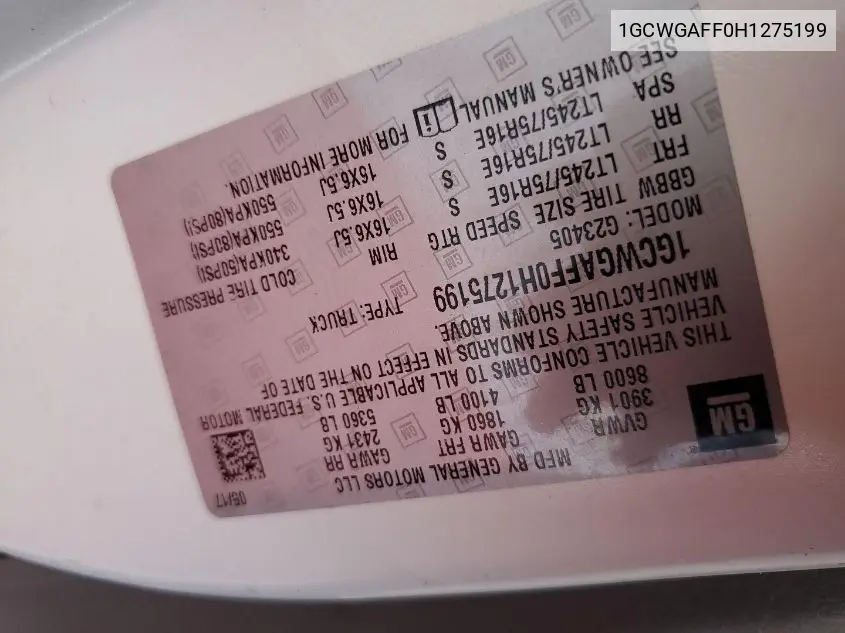 1GCWGAFF0H1275199
GM
MFD BY GENERAL MOTORS LLC
05/17
GVWR GAWR FRT GAWR RR
3901 KG 1860 KG 2431 KG
8600 LB 4100 LB 5360 LB
THIS VEHICLE CONFORMS TO ALL APPLICABLE U.S. FEDERAL MOTOR
VEHICLE SAFETY STANDARDS IN EFFECT ON THE DATE OF
MANUFACTURE SHOWN ABOVE.
1GCWGAFF0H1275199 TYPE: TRUCK
MODEL: G23405
GBBW TIRE SIZE SPEED RTG RIM COLD TIRE PRESSURE
FRT LT245/75R16E S 16X6.5J 340KPA(50PSI)
RR LT245/75R16E S 16X6.5J 550KPA(80PSI)
SPA LT245/75R16E S 16X6.5J 550KPA(80PSI)
SEE OWNER'S MANUAL FOR MORE INFORMATION.